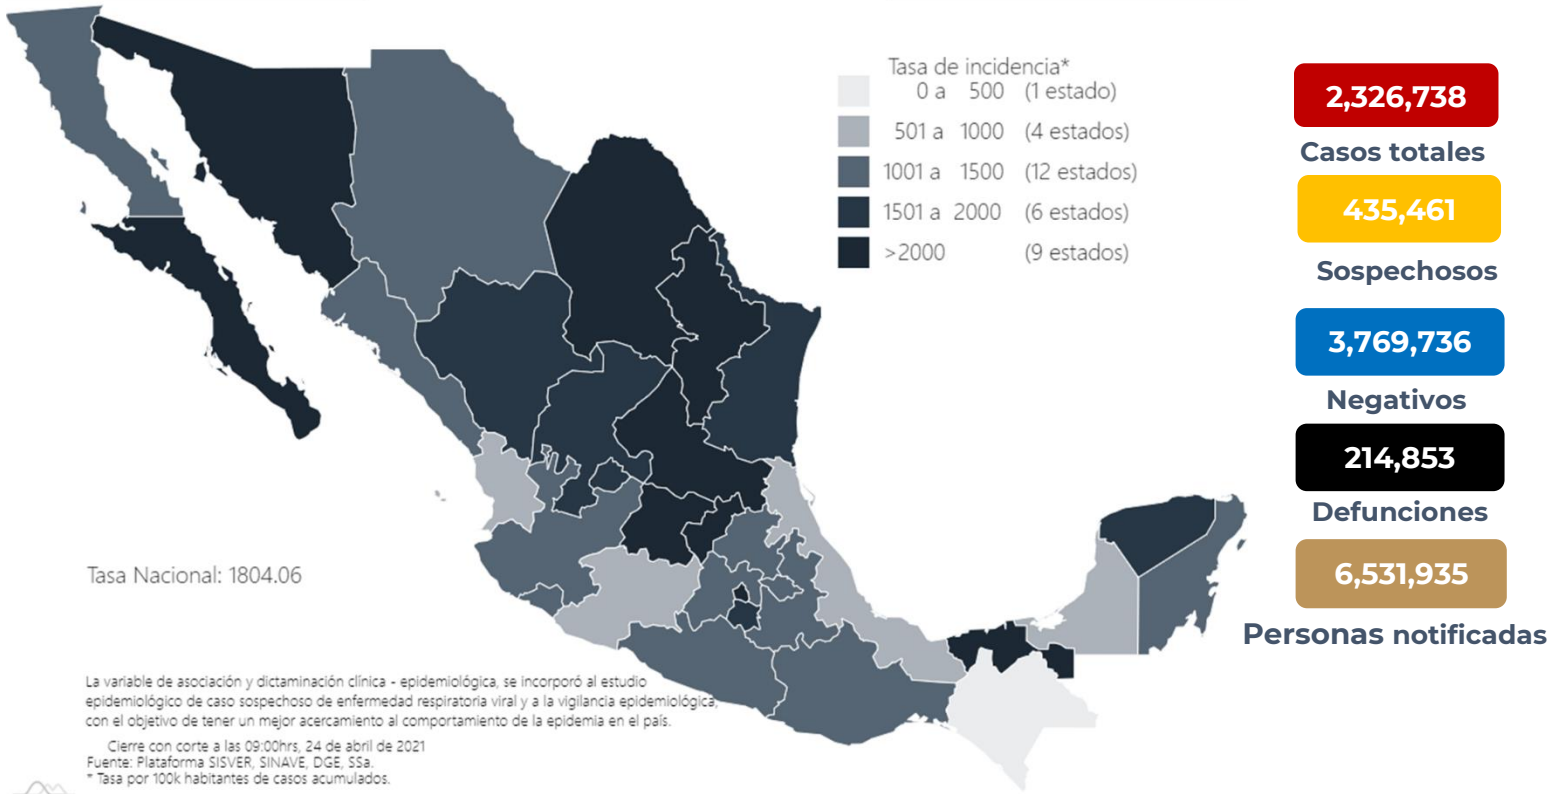 Tasa de incidencia*
0 a 500 (1 estado)
501 a 1000 (4 estados)
1001 a 1500 (12 estados)
1501 a 2000 (6 estados)
>2000 (9 estados)
2,326,738
Casos totales
435,461
Sospechosos
3,769,736
Negativos
214,853
Defunciones
6,531,935
Personas notificadas
Tasa Nacional: 1804.06
La variable de asociación y dictaminación clínica - epidemiológica, se incorporó al estudio
epidemiológico de caso sospechoso de enfermedad respiratoria viral y a la vigilancia epidemiológica,
con el objetivo de tener un mejor acercamiento al comportamiento de la epidemia en el país.
Cierre con corte a las 09:00hrs, 24 de abril de 2021
Fuente: Plataforma SISVER, SINAVE, DGE, SSa.
* Tasa por 100k habitantes de casos acumulados.